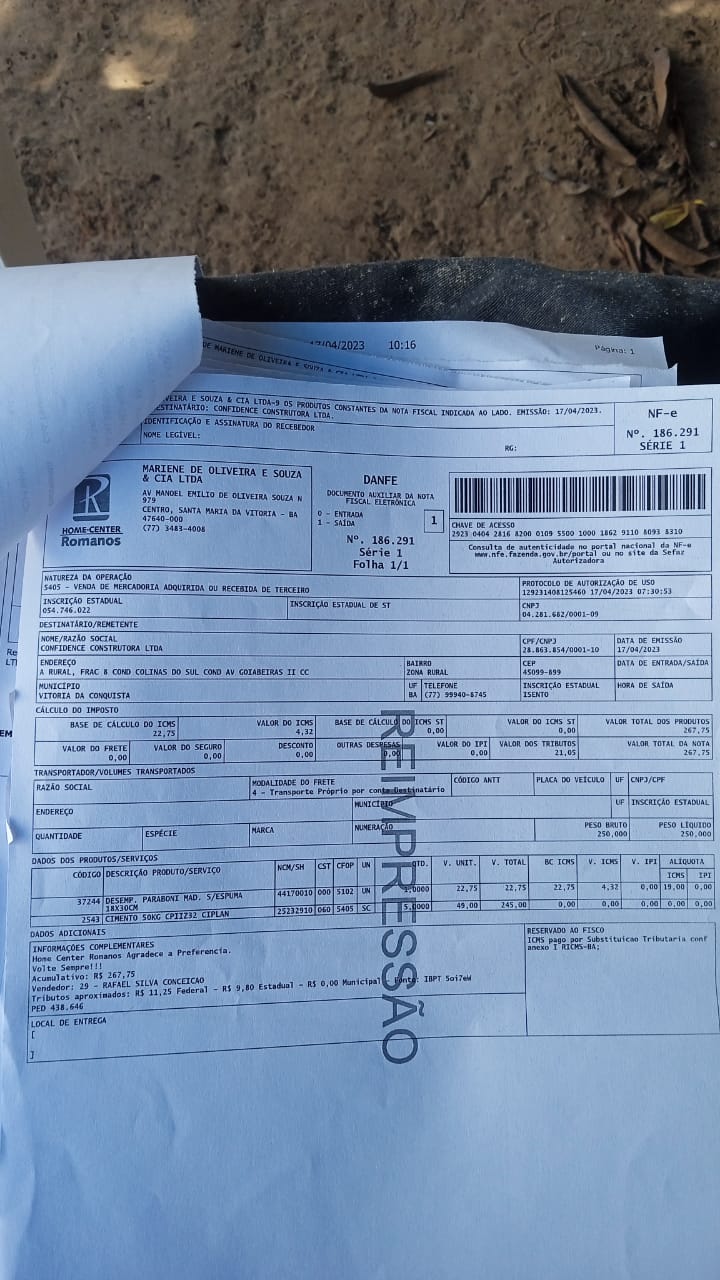 17/04/2023 10:16
Página: 1
DE MARIENE DE OLIVEIRA E SOUZA & CIA LTDA
VEIRA E SOUZA & CIA LTDA-9 OS PRODUTOS CONSTANTES DA NOTA FISCAL INDICADA AO LADO. EMISSÃO: 17/04/2023.
ESTINATÁRIO: CONFIDENCE CONSTRUTORA LTDA.
IDENTIFICAÇÃO E ASSINATURA DO RECEBEDOR
NOME LEGÍVEL:
RG:
NF-e
Nº. 186.291
SÉRIE 1
R
HOME-CENTER
Romanos
MARIENE DE OLIVEIRA E SOUZA
& CIA LTDA
AV MANOEL EMILIO DE OLIVEIRA SOUZA N
979
CENTRO, SANTA MARIA DA VITORIA - BA
47640-000
(77) 3483-4008
DANFE
DOCUMENTO AUXILIAR DA NOTA
FISCAL ELETRÔNICA
0 - ENTRADA
1 - SAÍDA
1
Nº. 186.291
Série 1
Folha 1/1
CHAVE DE ACESSO
2923 0404 2816 8200 0109 5500 1000 1862 9110 8093 8310
Consulta de autenticidade no portal nacional da NF-e
www.nfe.fazenda.gov.br/portal ou no site da Sefaz
Autorizadora
NATUREZA DA OPERAÇÃO
5405 - VENDA DE MERCADORIA ADQUIRIDA OU RECEBIDA DE TERCEIRO
PROTOCOLO DE AUTORIZAÇÃO DE USO
129231408125460 17/04/2023 07:30:53
INSCRIÇÃO ESTADUAL
054.746.022
INSCRIÇÃO ESTADUAL DE ST
CNPJ
04.281.682/0001-09
DESTINATÁRIO/REMETENTE
NOME/RAZÃO SOCIAL
CONFIDENCE CONSTRUTORA LTDA
CPF/CNPJ
28.863.854/0001-10
DATA DE EMISSÃO
17/04/2023
ENDEREÇO
A RURAL, FRAC 8 COND COLINAS DO SUL COND AV GOIABEIRAS II CC
BAIRRO
ZONA RURAL
CEP
45099-899
DATA DE ENTRADA/SAÍDA
MUNICÍPIO
VITORIA DA CONQUISTA
UF
BA
TELEFONE
(77) 99940-8745
INSCRIÇÃO ESTADUAL
ISENTO
HORA DE SAÍDA
CÁLCULO DO IMPOSTO
BASE DE CÁLCULO DO ICMS
22,75
VALOR DO ICMS
4,32
BASE DE CÁLCULO DO ICMS ST
0,00
VALOR DO ICMS ST
0,00
VALOR TOTAL DOS PRODUTOS
267,75
VALOR DO FRETE
0,00
VALOR DO SEGURO
0,00
DESCONTO
0,00
OUTRAS DESPESAS
0,00
VALOR DO IPI
0,00
VALOR DOS TRIBUTOS
21,05
VALOR TOTAL DA NOTA
267,75
TRANSPORTADOR/VOLUMES TRANSPORTADOS
RAZÃO SOCIAL
MODALIDADE DO FRETE
4 - Transporte Próprio por conta Destinatário
CÓDIGO ANTT
PLACA DO VEÍCULO
UF
CNPJ/CPF
ENDEREÇO
MUNICÍPIO
UF
INSCRIÇÃO ESTADUAL
QUANTIDADE
ESPÉCIE
MARCA
NUMERAÇÃO
PESO BRUTO
250,000
PESO LÍQUIDO
250,000
DADOS DOS PRODUTOS/SERVIÇOS
CÓDIGO DESCRIÇÃO PRODUTO/SERVIÇO NCM/SH CST CFOP UN QTD. V. UNIT. V. TOTAL BC ICMS V. ICMS V. IPI ALÍQUOTA
ICMS IPI
37244 DESEMP. PARABONI MAD. S/ESPUMA 44170010 000 5102 UN 1,0000 22,75 22,75 22,75 4,32 0,00 19,00 0,00
18X30CM
2543 CIMENTO 50KG CPIIZ32 CIPLAN 25232910 060 5405 SC 5,0000 49,00 245,00 0,00 0,00 0,00 0,00 0,00
DADOS ADICIONAIS
INFORMAÇÕES COMPLEMENTARES
Home Center Romanos Agradece a Preferencia.
Volte Sempre!!!
Acumulativo: R$ 267,75
Vendedor: 29 - RAFAEL SILVA CONCEICAO
Tributos aproximados: R$ 11,25 Federal - R$ 9,80 Estadual - R$ 0,00 Municipal - Fonte: IBPT 5oi7eW
PED 438.646
RESERVADO AO FISCO
ICMS pago por Substituicao Tributaria conf
anexo I RICMS-BA;
LOCAL DE ENTREGA
[
]
REIMPRESSÃO